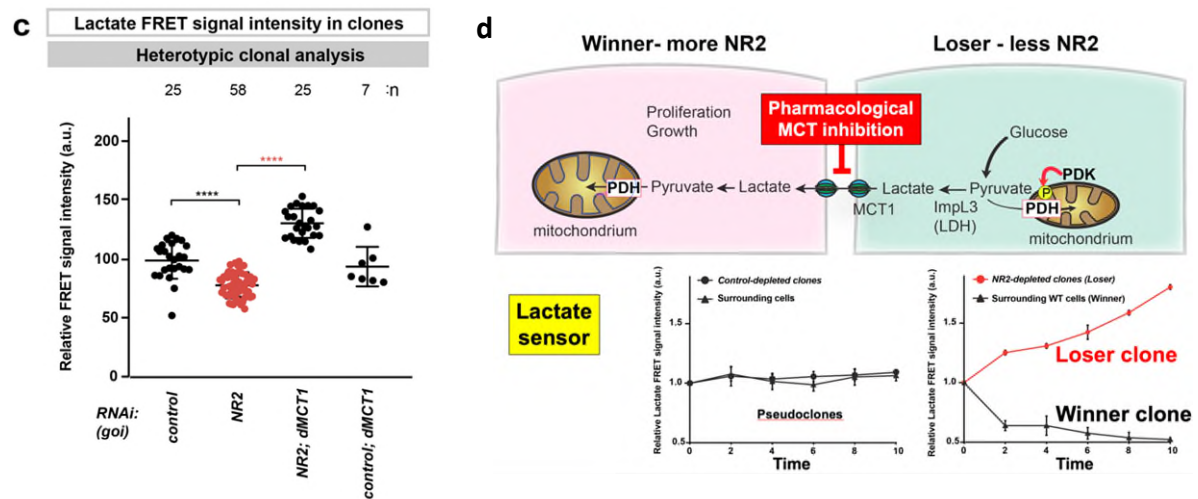 c
Lactate FRET signal intensity in clones
Heterotypic clonal analysis
25 58 25 7 :n
Relative FRET signal intensity (a.u.)
200
150
100
50
0
**** ****
RNAi:
(goi)
control
NR2
NR2; dMCT1
control; dMCT1
d
Winner- more NR2
Loser - less NR2
Proliferation
Growth
Pharmacological
MCT inhibition
Glucose
PDK
P
PDH Pyruvate Lactate
Lactate Pyruvate
PDH
MCT1
ImpL3
(LDH)
mitochondrium
mitochondrium
Lactate
sensor
Relative Lactate FRET signal intensity (a.u.)
Control-depleted clones
Surrounding cells
1.5
1.0
0.5
Pseudoclones
0 2 4 6 8 10
Time
Relative Lactate FRET signal intensity (a.u.)
NR2-depleted clones (Loser)
Surrounding WT cells (Winner)
1.5
1.0
0.5
Loser clone
Winner clone
0 2 4 6 8 10
Time